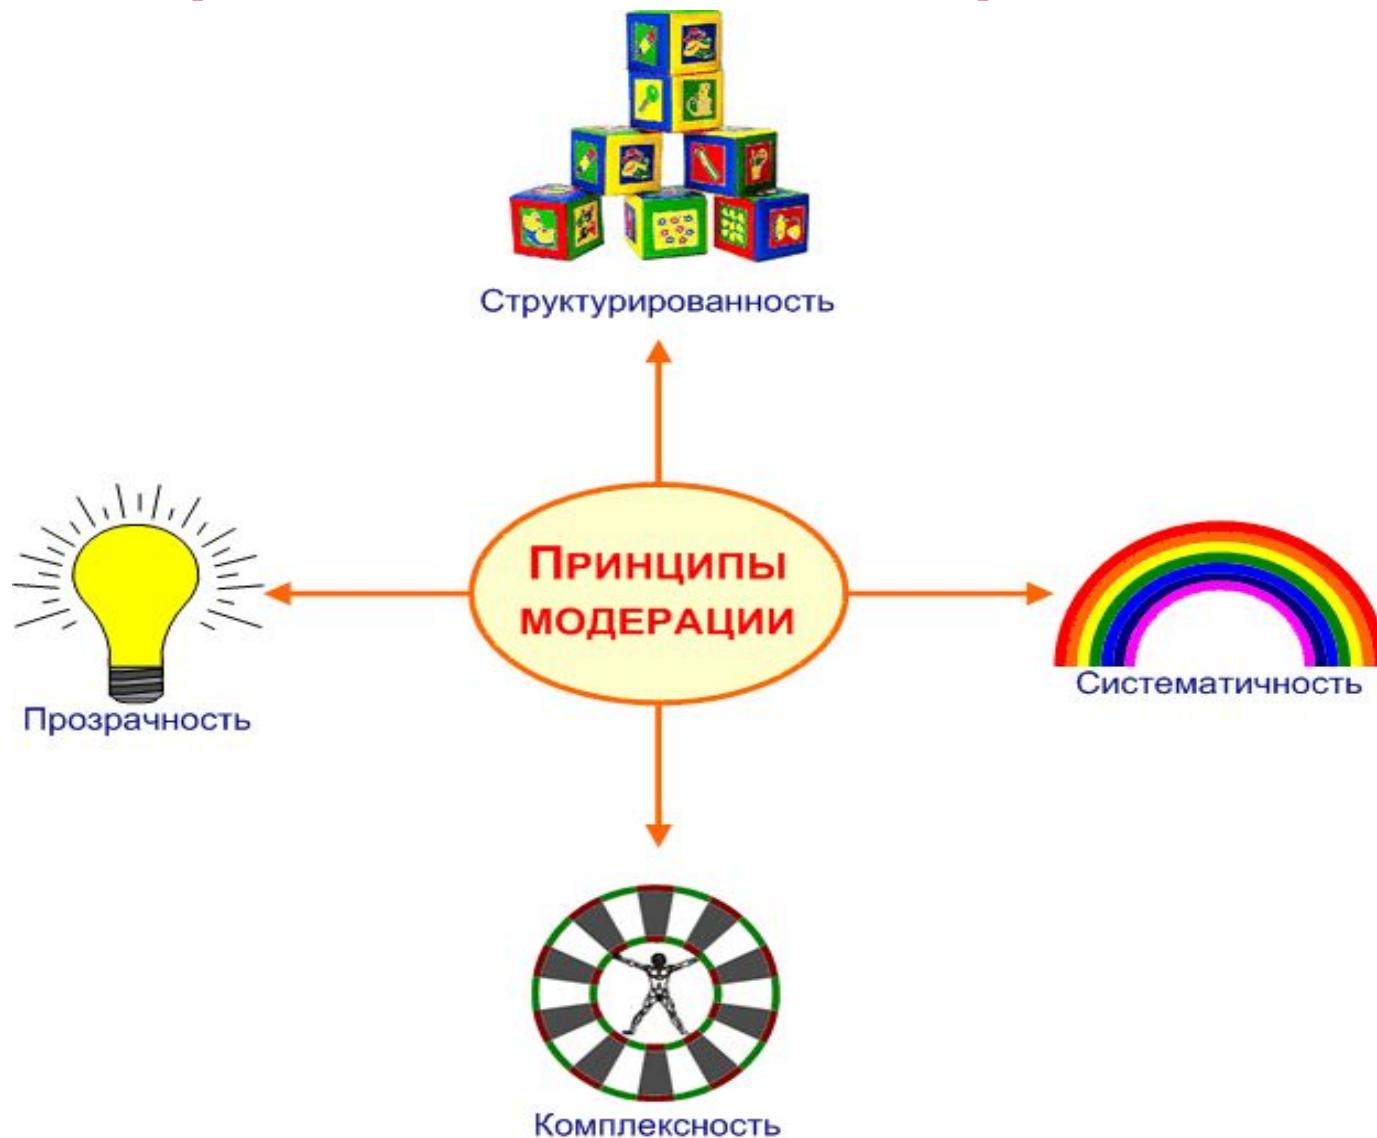 Структурированность
ПРИНЦИПЫ
МОДЕРАЦИИ
Систематичность
Прозрачность
Комплексность